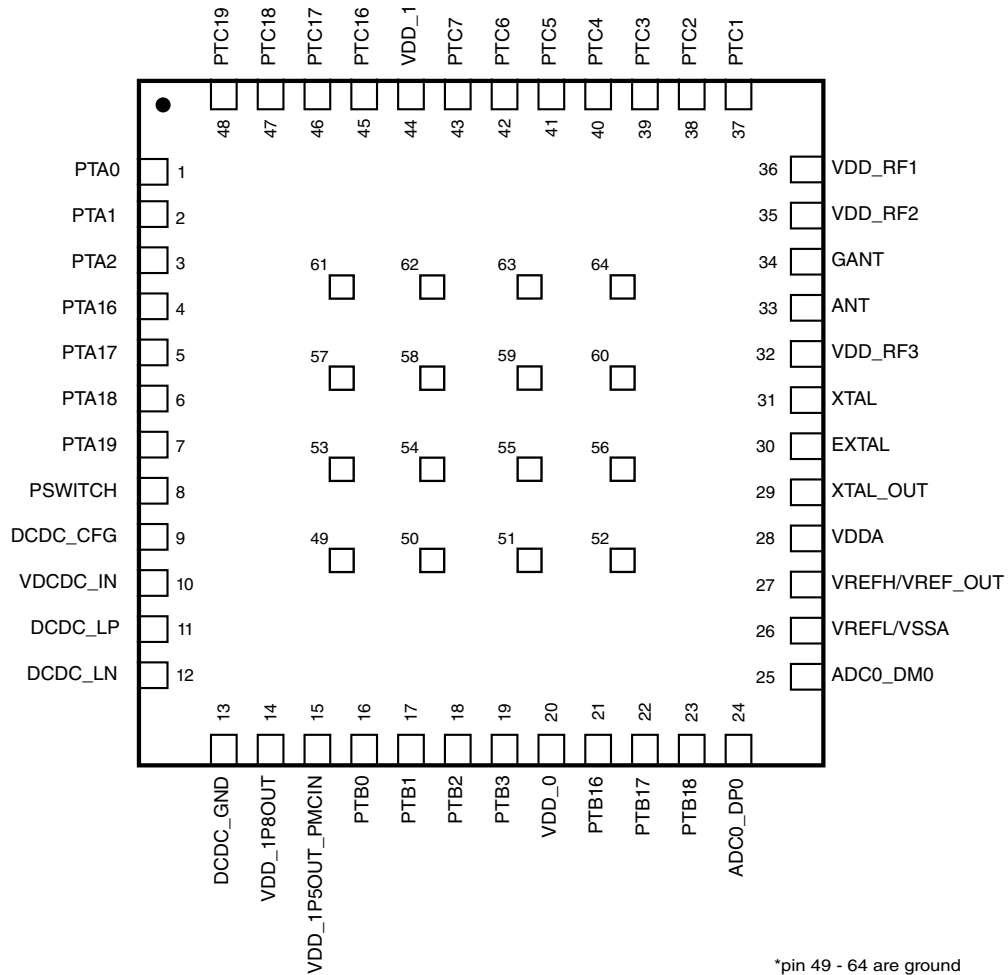 PTC19 PTC18 PTC17 PTC16 VDD_1 PTC7 PTC6 PTC5 PTC4 PTC3 PTC2 PTC1
48 47 46 45 44 43 42 41 40 39 38 37
PTA0 1
PTA1 2
PTA2 3
PTA16 4
PTA17 5
PTA18 6
PTA19 7
PSWITCH 8
DCDC_CFG 9
VDCDC_IN 10
DCDC_LP 11
DCDC_LN 12
61 62 63 64
57 58 59 60
53 54 55 56
49 50 51 52
36 VDD_RF1
35 VDD_RF2
34 GANT
33 ANT
32 VDD_RF3
31 XTAL
30 EXTAL
29 XTAL_OUT
28 VDDA
27 VREFH/VREF_OUT
26 VREFL/VSSA
25 ADC0_DM0
13 14 15 16 17 18 19 20 21 22 23 24
DCDC_GND VDD_1P8OUT VDD_1P5OUT_PMCIN PTB0 PTB1 PTB2 PTB3 VDD_0 PTB16 PTB17 PTB18 ADC0_DP0
*pin 49 - 64 are ground